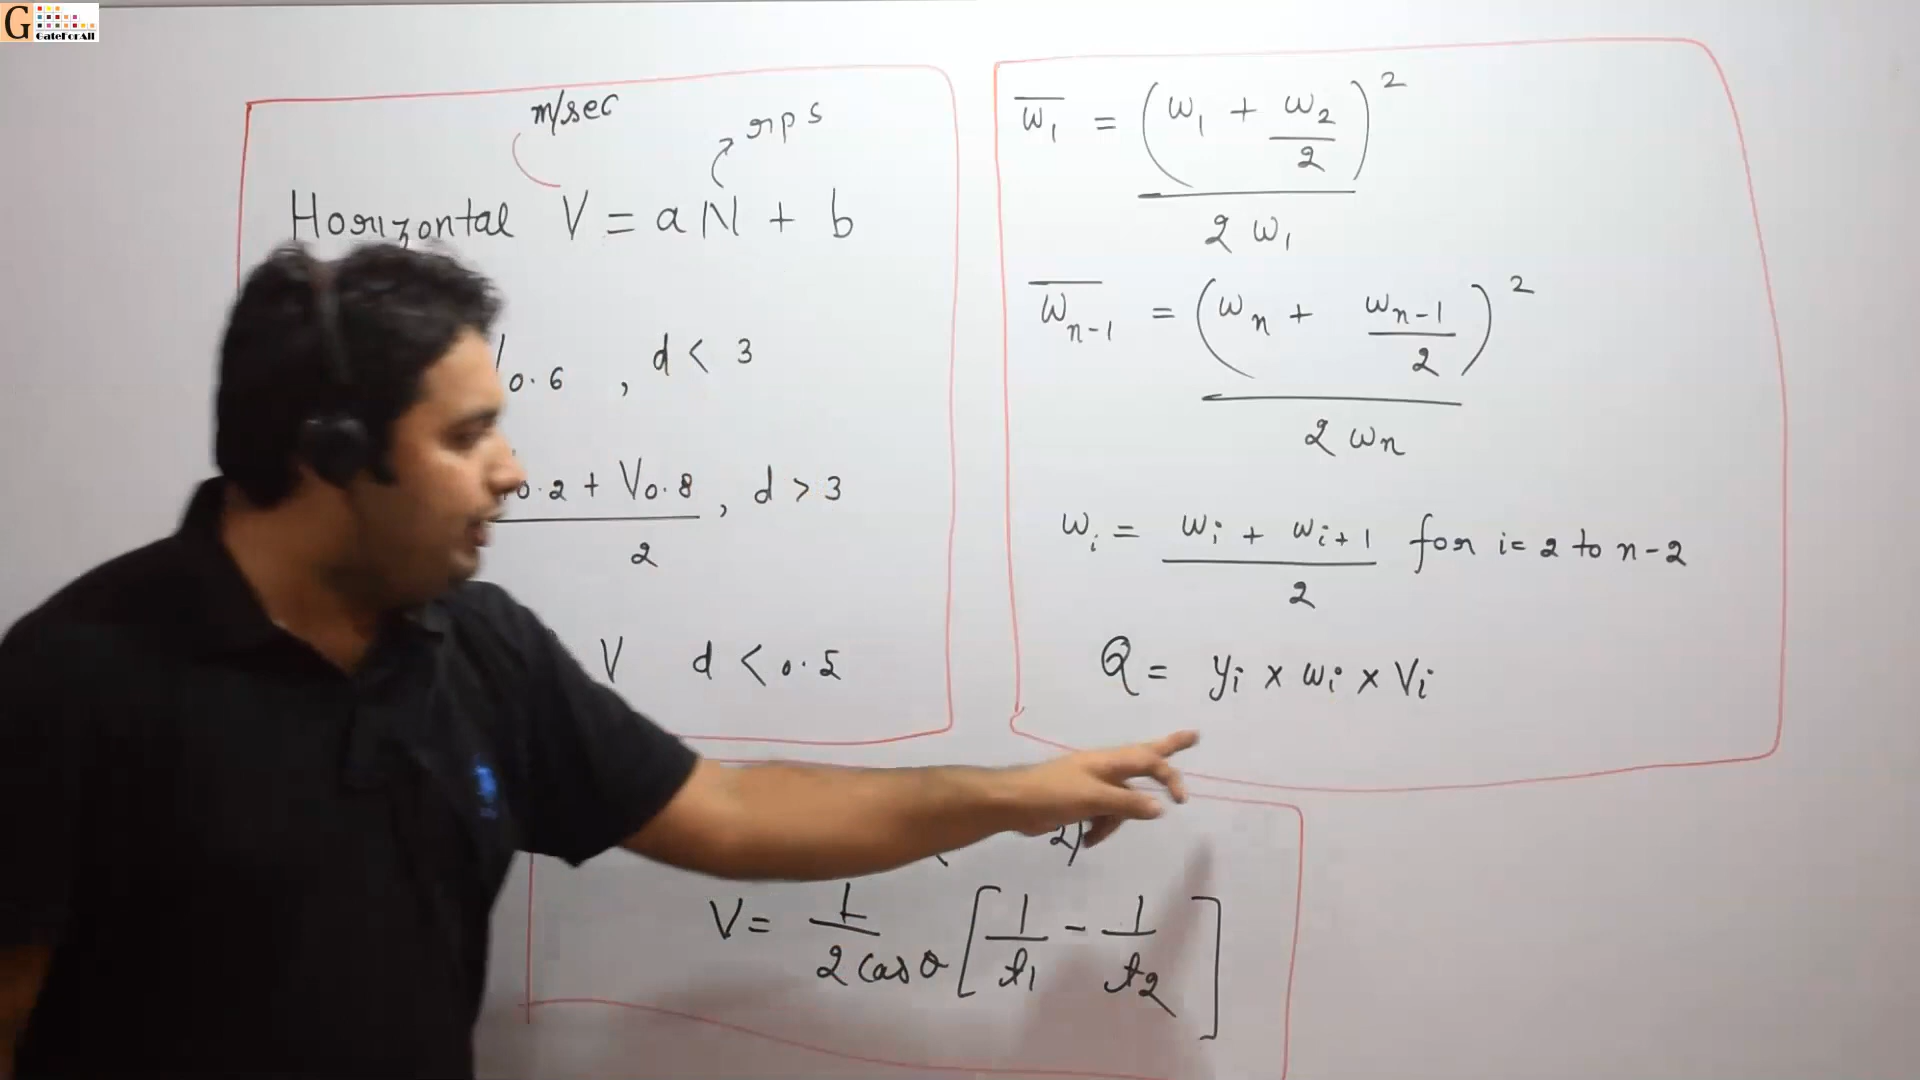 G GateForAll
m/sec
rps
Horizontal V = aN + b
0.6 , d < 3
0.2 + V0.8 , d > 3
2
V d < 0.5
w̅₁ = (w₁ + w₂/2)²
2 w₁
w̅ₙ₋₁ = (wₙ + wₙ₋₁/2)²
2 wₙ
wᵢ = wᵢ + wᵢ₊₁ for i = 2 to n-2
2
Q = yᵢ x wᵢ x Vᵢ
2)
V = L/2 cos θ [1/t₁ - 1/t₂]